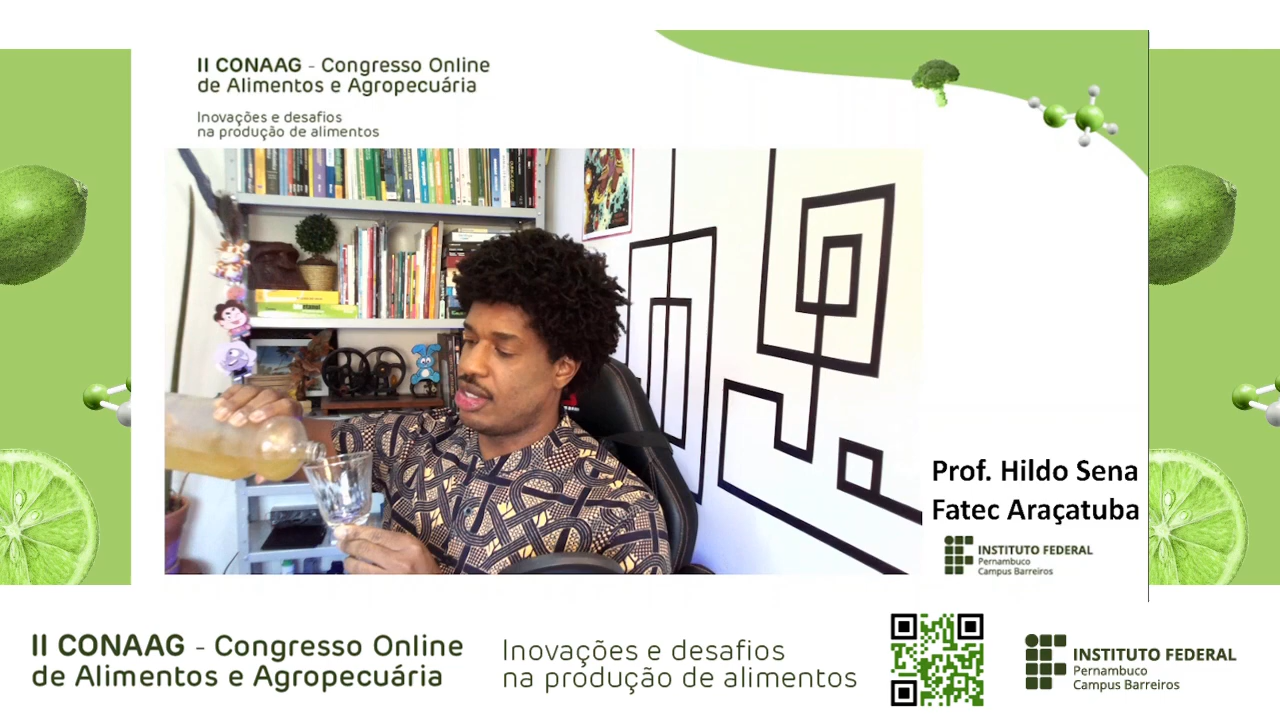 II CONAAG - Congresso Online
de Alimentos e Agropecuária
Inovações e desafios
na produção de alimentos
Prof. Hildo Sena
Fatec Araçatuba
INSTITUTO FEDERAL
Pernambuco
Campus Barreiros
II CONAAG - Congresso Online
de Alimentos e Agropecuária
Inovações e desafios
na produção de alimentos
INSTITUTO FEDERAL
Pernambuco
Campus Barreiros